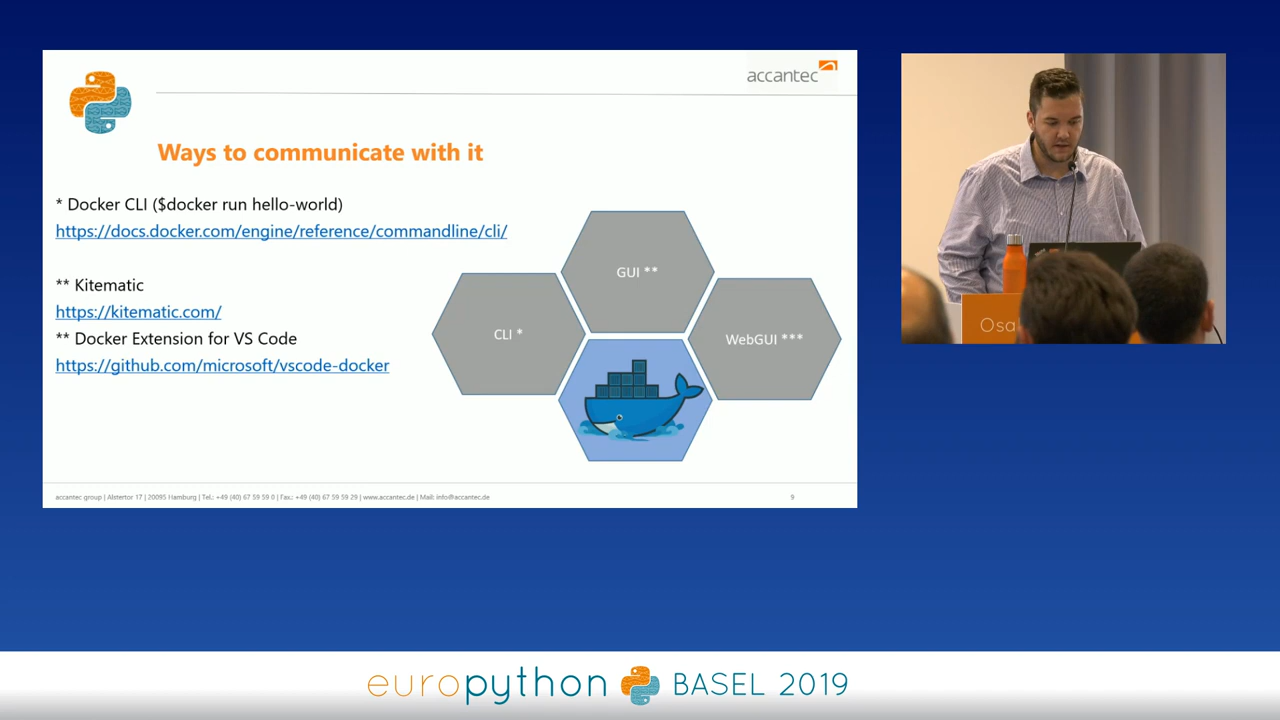 accantec
Ways to communicate with it
* Docker CLI ($docker run hello-world)
https://docs.docker.com/engine/reference/commandline/cli/
** Kitematic
https://kitematic.com/
** Docker Extension for VS Code
https://github.com/microsoft/vscode-docker
GUI **
CLI *
WebGUI ***
accantec group | Alstertor 17 | 20095 Hamburg | Tel.: +49 (40) 67 59 59 0 | Fax.: +49 (40) 67 59 59 29 | www.accantec.de | Mail: info@accantec.de
9
Osa
europython BASEL 2019